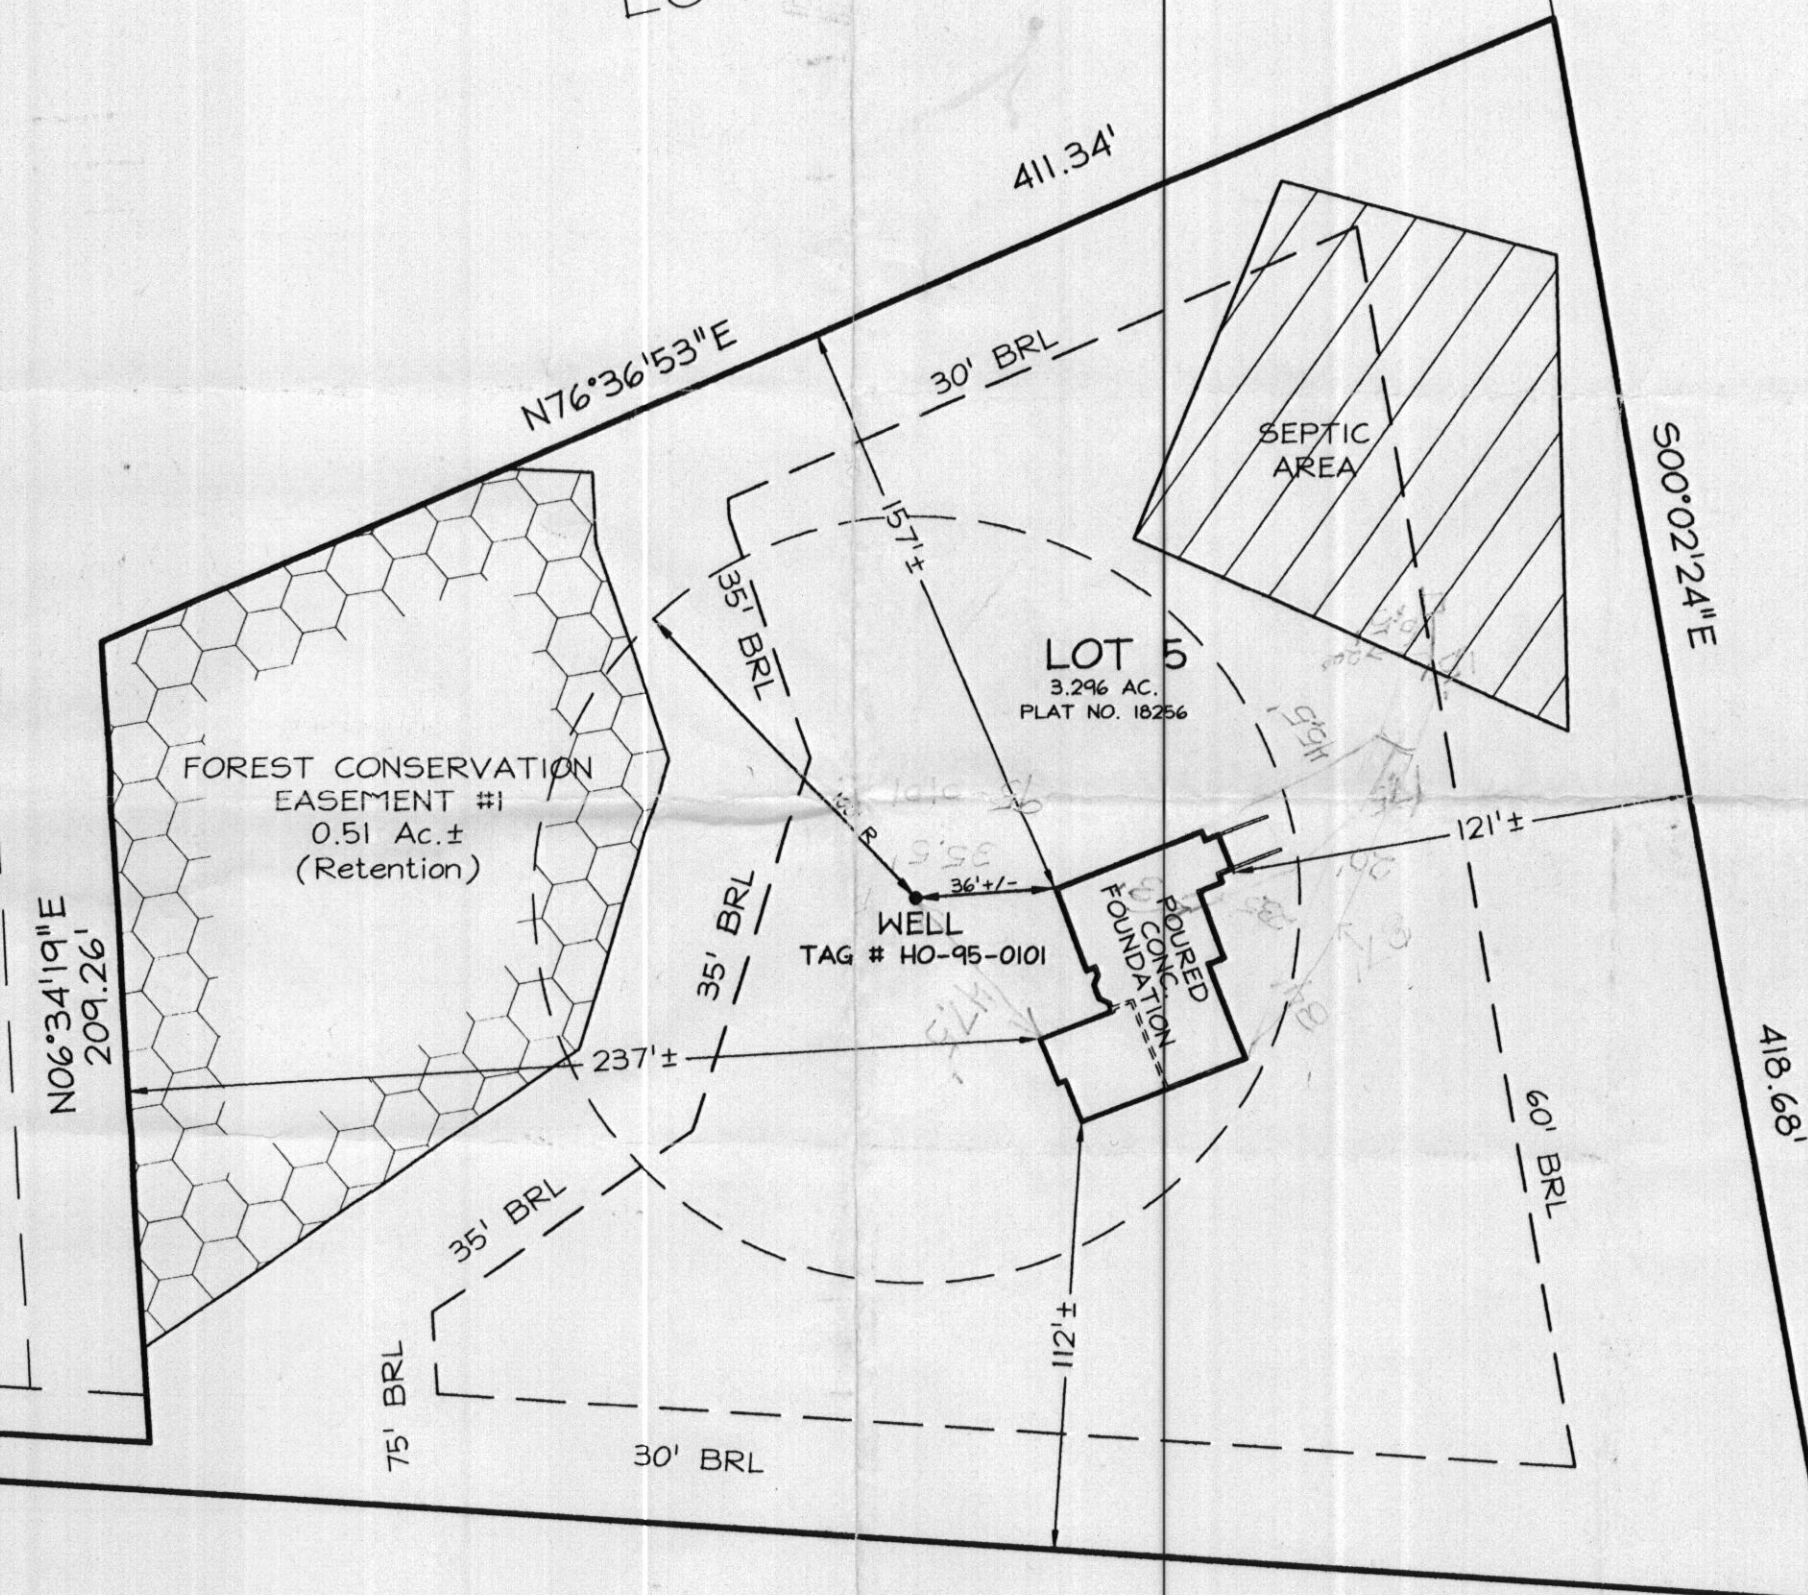 411.34'
N76°36'53"E
30' BRL
SEPTIC
AREA
S00°02'24"E
157'±
35' BRL
LOT 5
3.296 AC.
PLAT NO. 18256
FOREST CONSERVATION
EASEMENT #1
0.51 Ac.±
(Retention)
R
121'±
36'+/-
WELL
TAG # HO-95-0101
POURED
CONC.
FOUNDATION
35' BRL
N06°34'19"E
209.26'
237'±
418.68'
60' BRL
35' BRL
112'±
75' BRL
30' BRL